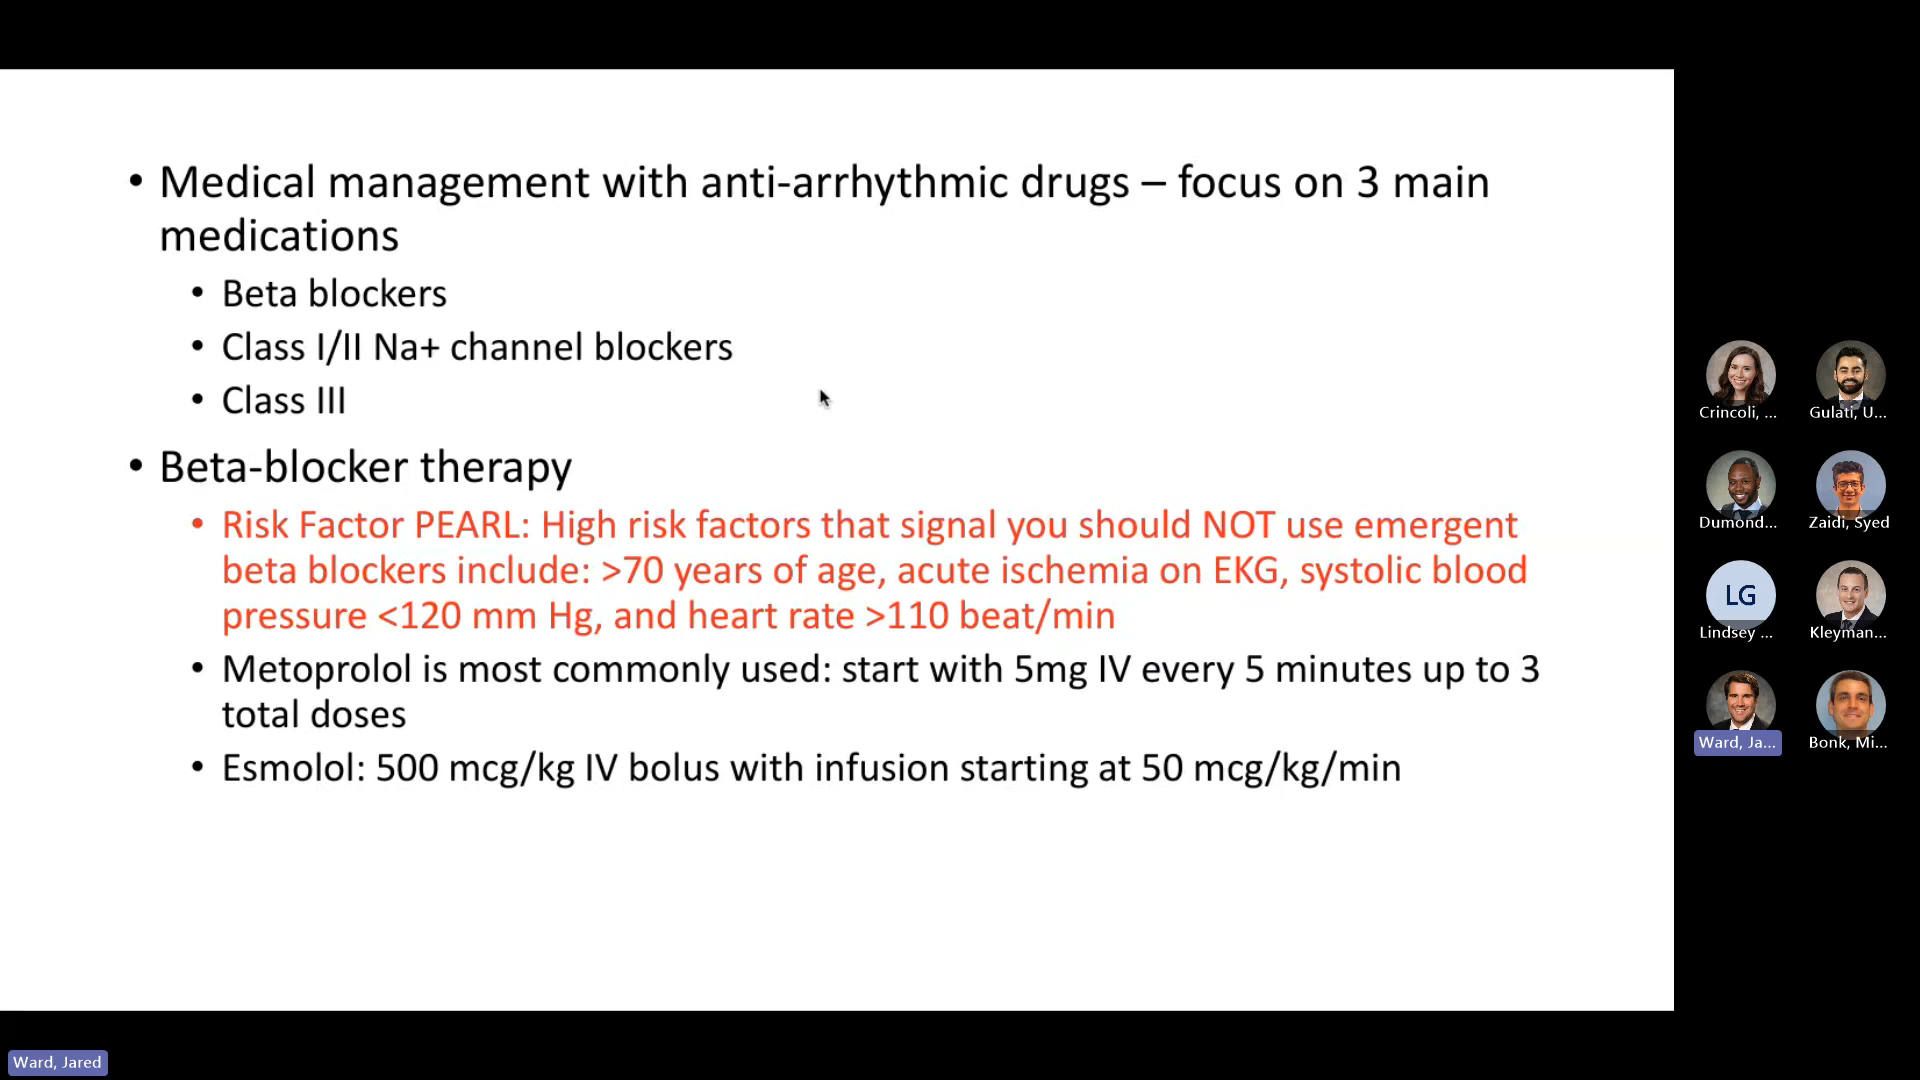 • Medical management with anti-arrhythmic drugs – focus on 3 main
medications
• Beta blockers
• Class I/II Na+ channel blockers
• Class III
• Beta-blocker therapy
• Risk Factor PEARL: High risk factors that signal you should NOT use emergent
beta blockers include: >70 years of age, acute ischemia on EKG, systolic blood
pressure <120 mm Hg, and heart rate >110 beat/min
• Metoprolol is most commonly used: start with 5mg IV every 5 minutes up to 3
total doses
• Esmolol: 500 mcg/kg IV bolus with infusion starting at 50 mcg/kg/min
Crincoli, ...
Gulati, U...
Dumond...
Zaidi, Syed
LG
Lindsey ...
Kleyman...
Ward, Ja...
Bonk, Mi...
Ward, Jared